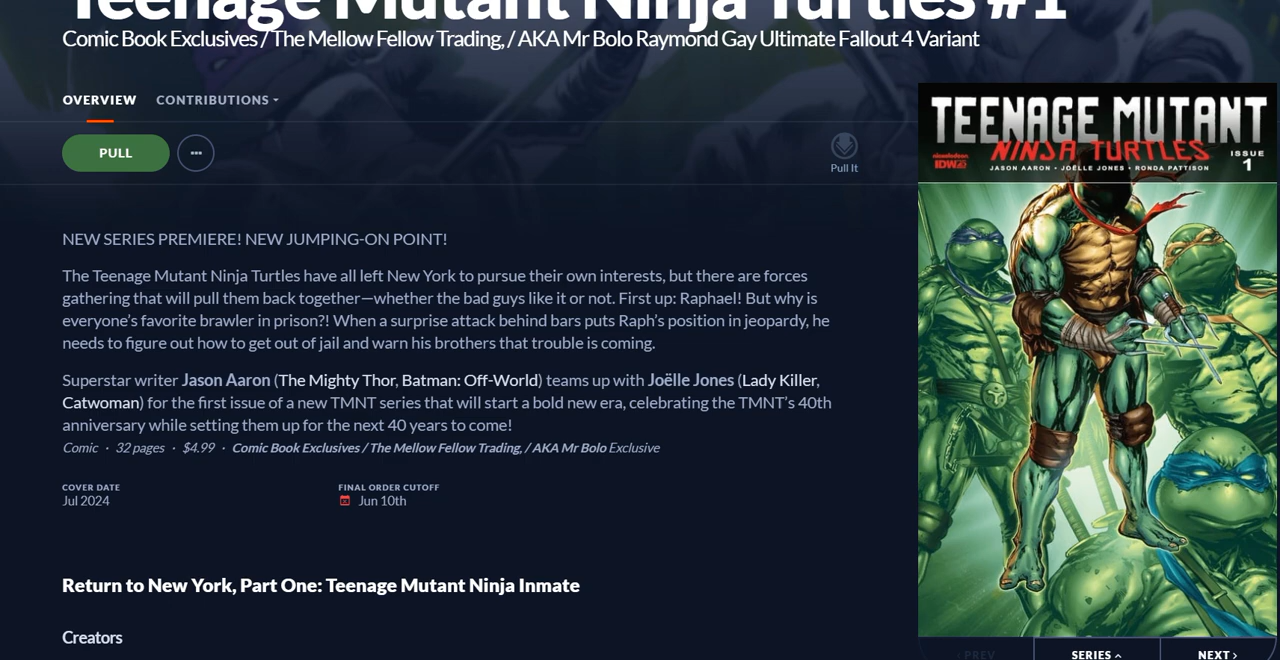 Teenage Mutant Ninja Turtles #1
Comic Book Exclusives / The Mellow Fellow Trading, / AKA Mr Bolo Raymond Gay Ultimate Fallout 4 Variant
OVERVIEW CONTRIBUTIONS
PULL
Pull It
NEW SERIES PREMIERE! NEW JUMPING-ON POINT!
The Teenage Mutant Ninja Turtles have all left New York to pursue their own interests, but there are forces
gathering that will pull them back together—whether the bad guys like it or not. First up: Raphael! But why is
everyone’s favorite brawler in prison?! When a surprise attack behind bars puts Raph’s position in jeopardy, he
needs to figure out how to get out of jail and warn his brothers that trouble is coming.
Superstar writer Jason Aaron (The Mighty Thor, Batman: Off-World) teams up with Joëlle Jones (Lady Killer,
Catwoman) for the first issue of a new TMNT series that will start a bold new era, celebrating the TMNT’s 40th
anniversary while setting them up for the next 40 years to come!
Comic · 32 pages · $4.99 · Comic Book Exclusives / The Mellow Fellow Trading, / AKA Mr Bolo Exclusive
COVER DATE
Jul 2024
FINAL ORDER CUTOFF
Jun 10th
Return to New York, Part One: Teenage Mutant Ninja Inmate
Creators
TEENAGE MUTANT
NINJA TURTLES
nickelodeon
IDW
ISSUE
1
JASON AARON • JOËLLE JONES • RONDA PATTISON
‹ PREV
SERIES
NEXT ›